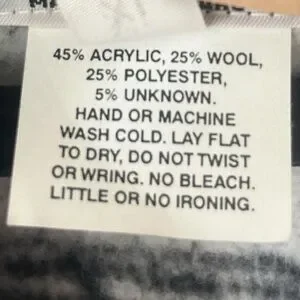 45% ACRYLIC, 25% WOOL,
25% POLYESTER,
5% UNKNOWN.
HAND OR MACHINE
WASH COLD. LAY FLAT
TO DRY, DO NOT TWIST
OR WRING. NO BLEACH.
LITTLE OR NO IRONING.